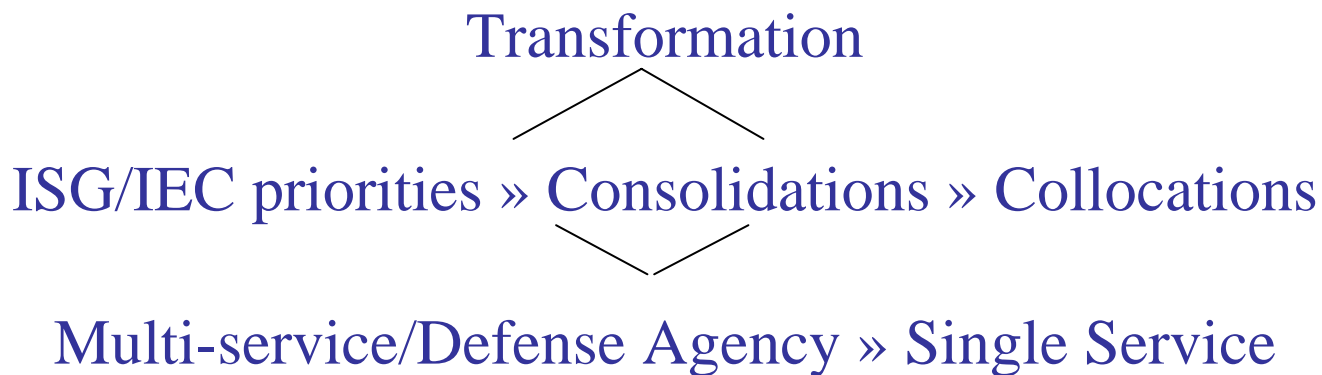 Transformation
ISG/IEC priorities » Consolidations » Collocations
Multi-service/Defense Agency » Single Service